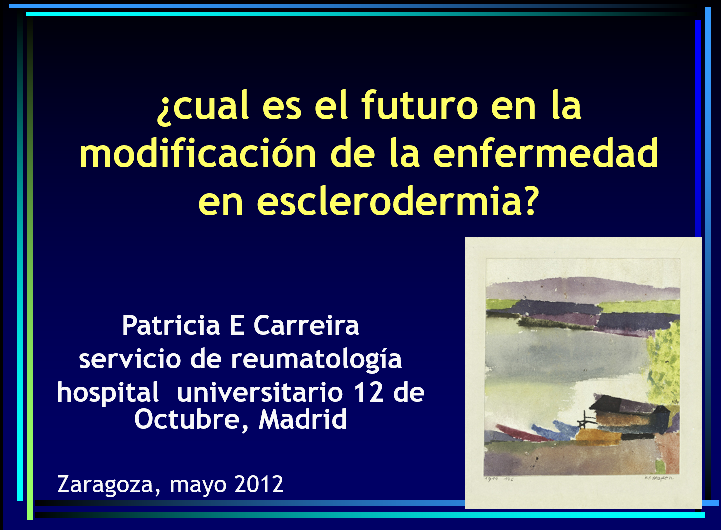 ¿cual es el futuro en la
modificación de la enfermedad
en esclerodermia?
Patricia E Carreira
servicio de reumatología
hospital universitario 12 de
Octubre, Madrid
Zaragoza, mayo 2012